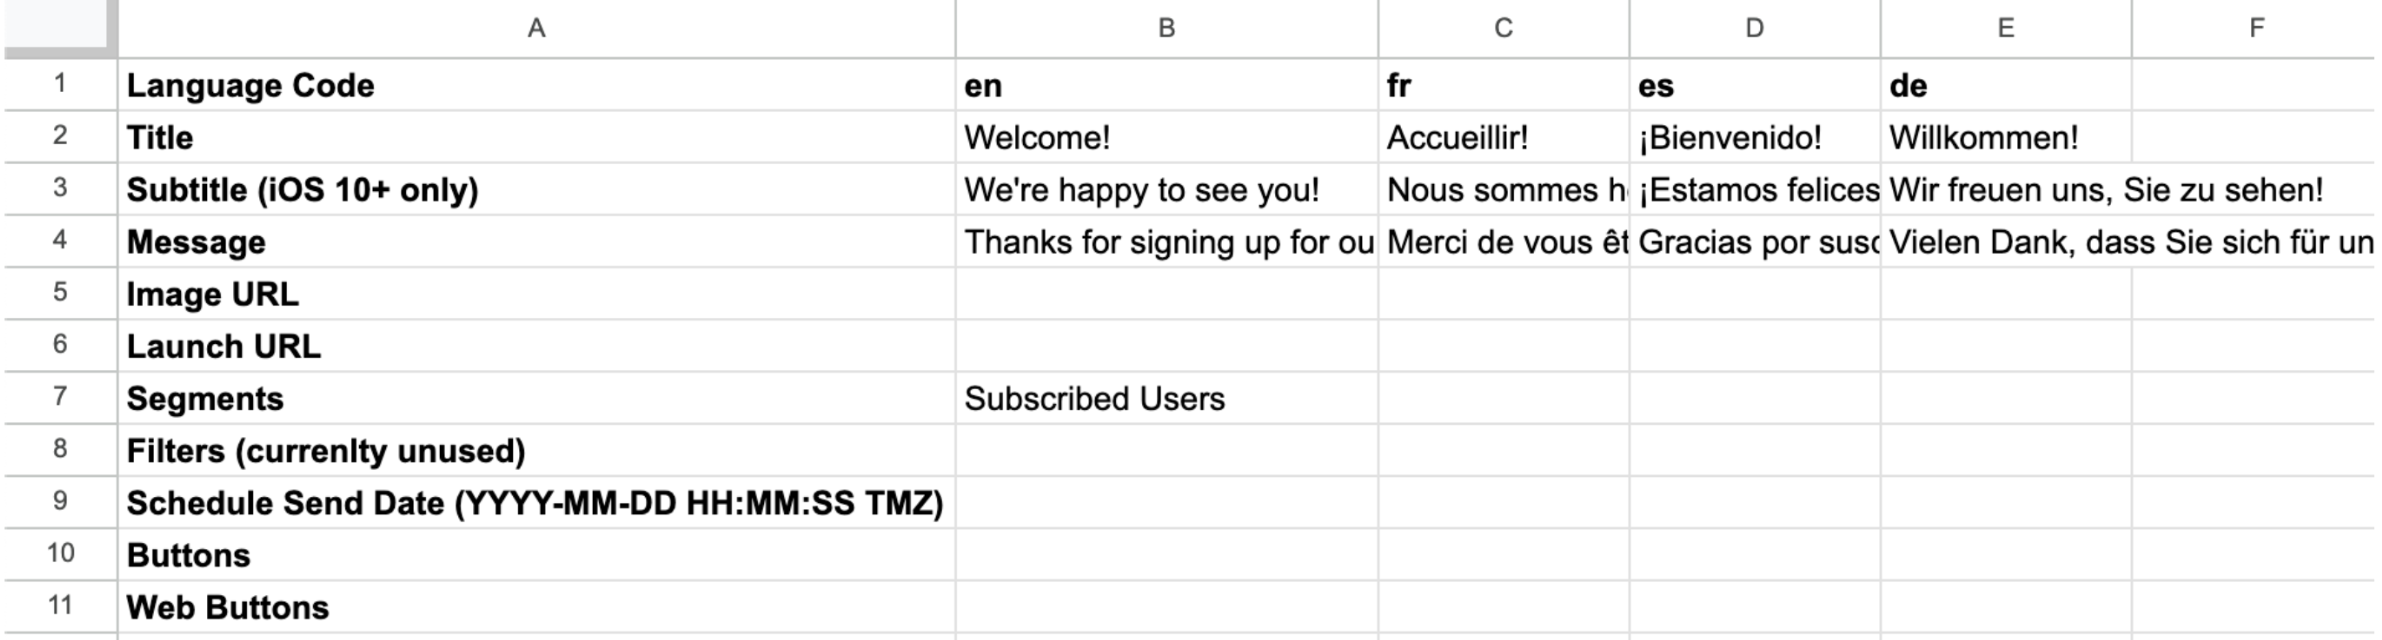 A B C D E F
1 Language Code en fr es de
2 Title Welcome! Accueillir! ¡Bienvenido! Willkommen!
3 Subtitle (iOS 10+ only) We're happy to see you! Nous sommes ¡Estamos felices Wir freuen uns, Sie zu sehen!
4 Message Thanks for signing up for ou Merci de vous êt Gracias por Vielen Dank, dass Sie sich für un
5 Image URL
6 Launch URL
7 Segments Subscribed Users
8 Filters (currenlty unused)
9 Schedule Send Date (YYYY-MM-DD HH:MM:SS TMZ)
10 Buttons
11 Web Buttons